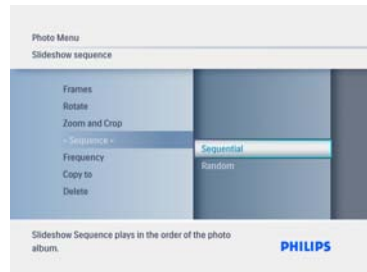 Photo Menu
Slideshow sequence
Frames
Rotate
Zoom and Crop
- Sequence -
Sequential
Frequency
Random
Copy to
Delete
Slideshow Sequence plays in the order of the photo
album.
PHILIPS